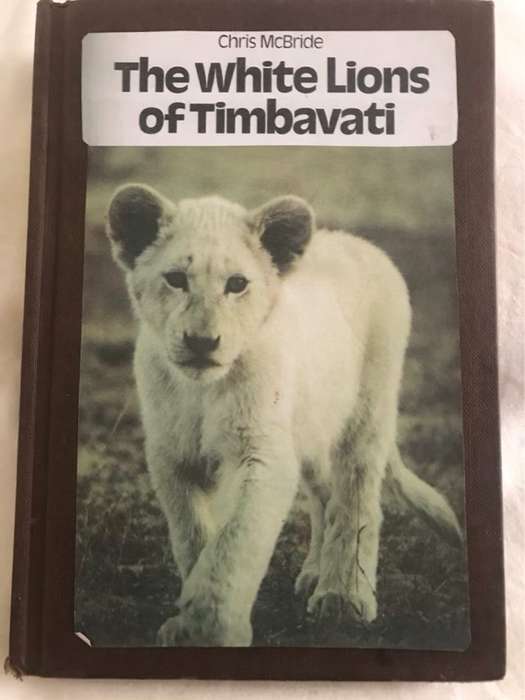 Chris McBride
The White Lions
of Timbavati